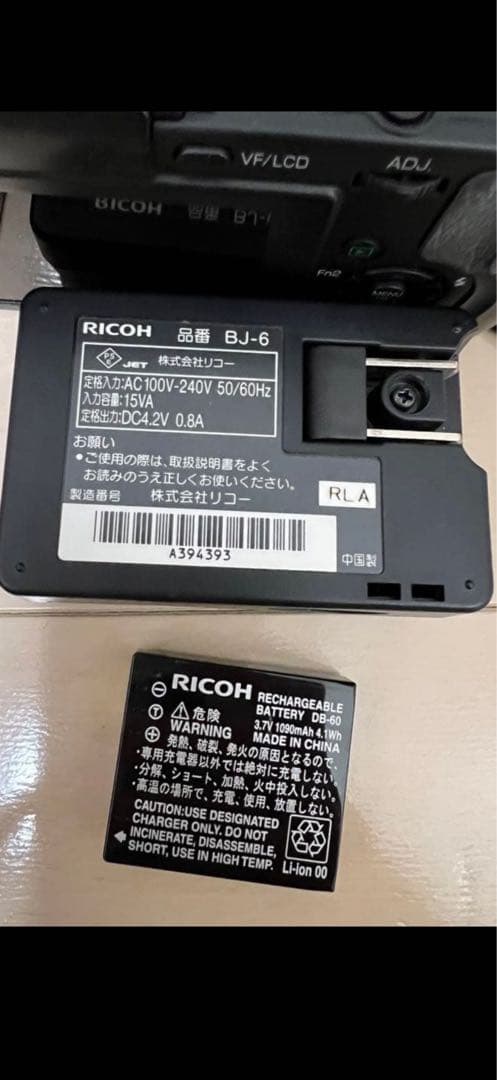 VF/LCD
ADJ.
RICOH
BJ-
Fn2
MENU
RICOH 品番 BJ-6
PS
E
JET 株式会社リコー
定格入力:AC100V-240V 50/60Hz
入力容量:15VA
定格出力:DC4.2V 0.8A
お願い
•ご使用の際は、取扱説明書をよく
お読みのうえ正しくお使いください。
製造番号 株式会社リコー
RL A
A394393
中国製
RICOH RECHARGEABLE
BATTERY DB-60
3.7V 1090mAh 4.1Wh
MADE IN CHINA
⊖
Ⓣ
⊕
⚠危険
WARNING
・発熱、破裂、発火の原因となるので、
・専用充電器以外では絶対に充電しない。
・分解、ショート、加熱、火中投入しない。
・高温の場所で、充電、使用、放置しない。
CAUTION:USE DESIGNATED
CHARGER ONLY. DO NOT
INCINERATE, DISASSEMBLE,
SHORT, USE IN HIGH TEMP.
Li-ion 00